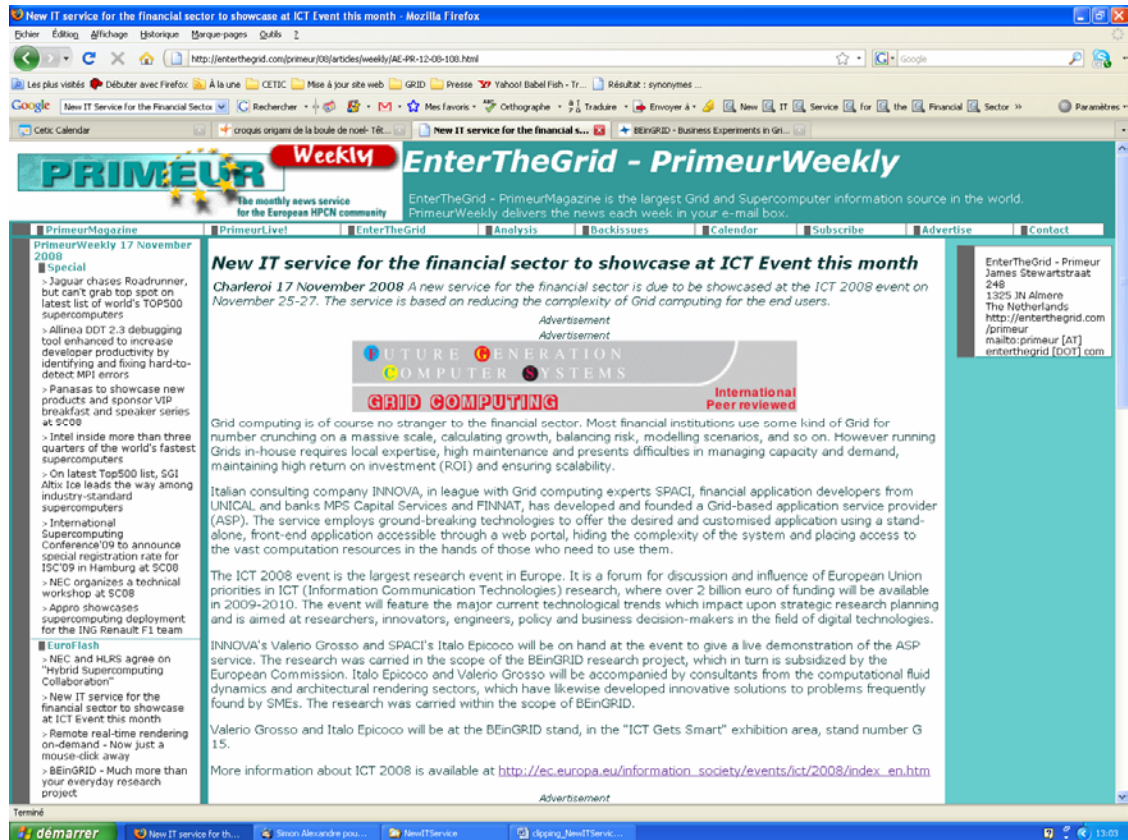 New IT service for the financial sector to showcase at ICT Event this month - Mozilla Firefox
Fichier Édition Affichage Historique Marque-pages Outils ?
http://enterthegrid.com/primeur/08/articles/weekly/AE-PR-12-08-108.html
Google
Les plus visités Débuter avec Firefox À la une CETIC Mise à jour site web GRID Presse Yahoo! Babel Fish - Tr... Résultat : synonymes ...
Google New IT Service for the Financial Secto Rechercher Mes favoris Orthographe Traduire Envoyer à New IT Service for the Financial Sector » Paramètres
Cetic Calendar
croquis origami de la boule de noel- Têt...
New IT service for the financial s...
BEinGRID - Business Experiments in Gri...
PRIMEUR
Weekly
The monthly news service
for the European HPCN community
EnterTheGrid - PrimeurWeekly
EnterTheGrid - PrimeurMagazine is the largest Grid and Supercomputer information source in the world.
PrimeurWeekly delivers the news each week in your e-mail box.
PrimeurMagazine PrimeurLive! EnterTheGrid Analysis Backissues Calendar Subscribe Advertise Contact
PrimeurWeekly 17 November
2008
Special
> Jaguar chases Roadrunner,
but can't grab top spot on
latest list of world's TOP500
supercomputers
> Allinea DDT 2.3 debugging
tool enhanced to increase
developer productivity by
identifying and fixing hard-to-
detect MPI errors
> Panasas to showcase new
products and sponsor VIP
breakfast and speaker series
at SC08
> Intel inside more than three
quarters of the world's fastest
supercomputers
> On latest Top500 list, SGI
Altix Ice leads the way among
industry-standard
supercomputers
> International
Supercomputing
Conference'09 to announce
special registration rate for
ISC'09 in Hamburg at SC08
> NEC organizes a technical
workshop at SC08
> Appro showcases
supercomputing deployment
for the ING Renault F1 team
EuroFlash
> NEC and HLRS agree on
"Hybrid Supercomputing
Collaboration"
> New IT service for the
financial sector to showcase
at ICT Event this month
> Remote real-time rendering
on-demand - Now just a
mouse-click away
> BEinGRID - Much more than
your everyday research
project
New IT service for the financial sector to showcase at ICT Event this month
Charleroi 17 November 2008 A new service for the financial sector is due to be showcased at the ICT 2008 event on
November 25-27. The service is based on reducing the complexity of Grid computing for the end users.
Advertisement
Advertisement
FUTURE GENERATION
COMPUTER SYSTEMS
GRID COMPUTING
International
Peer reviewed
Grid computing is of course no stranger to the financial sector. Most financial institutions use some kind of Grid for
number crunching on a massive scale, calculating growth, balancing risk, modelling scenarios, and so on. However running
Grids in-house requires local expertise, high maintenance and presents difficulties in managing capacity and demand,
maintaining high return on investment (ROI) and ensuring scalability.
Italian consulting company INNOVA, in league with Grid computing experts SPACI, financial application developers from
UNICAL and banks MPS Capital Services and FINNAT, has developed and founded a Grid-based application service provider
(ASP). The service employs ground-breaking technologies to offer the desired and customised application using a stand-
alone, front-end application accessible through a web portal, hiding the complexity of the system and placing access to
the vast computation resources in the hands of those who need to use them.
The ICT 2008 event is the largest research event in Europe. It is a forum for discussion and influence of European Union
priorities in ICT (Information Communication Technologies) research, where over 2 billion euro of funding will be available
in 2009-2010. The event will feature the major current technological trends which impact upon strategic research planning
and is aimed at researchers, innovators, engineers, policy and business decision-makers in the field of digital technologies.
INNOVA's Valerio Grosso and SPACI's Italo Epicoco will be on hand at the event to give a live demonstration of the ASP
service. The research was carried in the scope of the BEinGRID research project, which in turn is subsidized by the
European Commission. Italo Epicoco and Valerio Grosso will be accompanied by consultants from the computational fluid
dynamics and architectural rendering sectors, which have likewise developed innovative solutions to problems frequently
found by SMEs. The research was carried within the scope of BEinGRID.
Valerio Grosso and Italo Epicoco will be at the BEinGRID stand, in the "ICT Gets Smart" exhibition area, stand number G
15.
More information about ICT 2008 is available at http://ec.europa.eu/information_society/events/ict/2008/index_en.htm
Advertisement
EnterTheGrid - Primeur
James Stewartstraat
248
1325 JN Almere
The Netherlands
http://enterthegrid.com
/primeur
mailto:primeur [AT]
enterthegrid [DOT] com
Terminé
démarrer
New IT service for th...
Simon Alexandre pou...
NewITService
clipping_NewITServic...
13:03